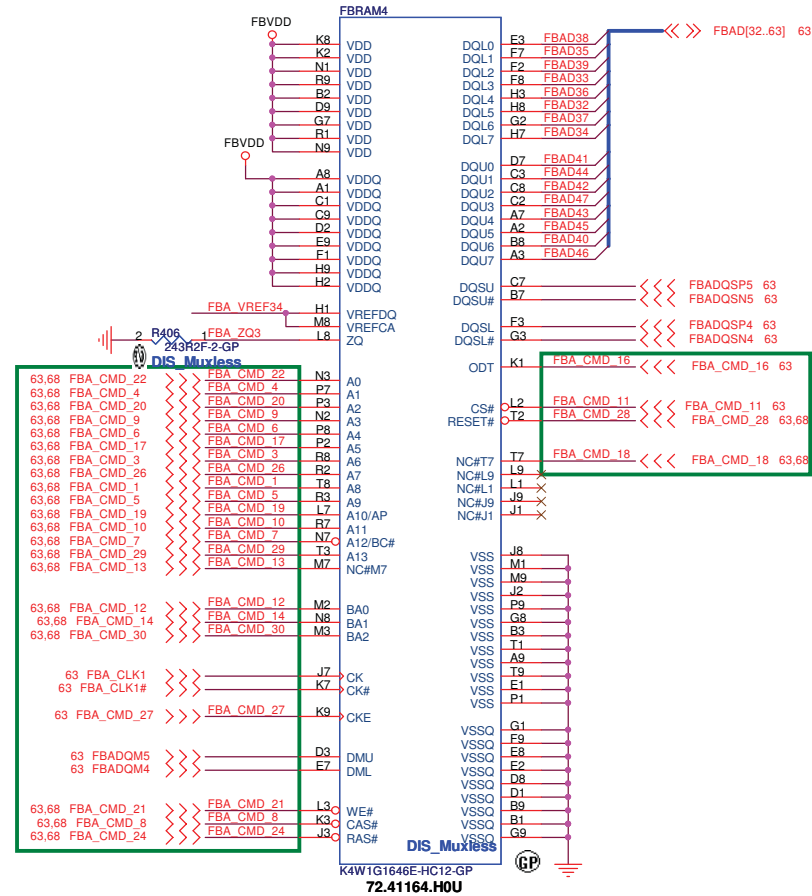 FBRAM4
FBVDD
K8 VDD
K2 VDD
N1 VDD
R9 VDD
B2 VDD
D9 VDD
G7 VDD
R1 VDD
N9 VDD
FBVDD
A8 VDDQ
A1 VDDQ
C1 VDDQ
C9 VDDQ
D2 VDDQ
E9 VDDQ
F1 VDDQ
H9 VDDQ
H2 VDDQ
FBA_VREF34 H1 VREFDQ
M8 VREFCA
2 R406 1 FBA_ZQ3 L8 ZQ
243R2F-2-GP
DIS_Muxless
63,68 FBA_CMD_22 FBA_CMD_22 N3 A0
63,68 FBA_CMD_4 FBA_CMD_4 P7 A1
63,68 FBA_CMD_20 FBA_CMD_20 P3 A2
63,68 FBA_CMD_9 FBA_CMD_9 N2 A3
63,68 FBA_CMD_6 FBA_CMD_6 P8 A4
63,68 FBA_CMD_17 FBA_CMD_17 P2 A5
63,68 FBA_CMD_3 FBA_CMD_3 R8 A6
63,68 FBA_CMD_26 FBA_CMD_26 R2 A7
63,68 FBA_CMD_1 FBA_CMD_1 T8 A8
63,68 FBA_CMD_5 FBA_CMD_5 R3 A9
63,68 FBA_CMD_19 FBA_CMD_19 L7 A10/AP
63,68 FBA_CMD_10 FBA_CMD_10 R7 A11
63,68 FBA_CMD_7 FBA_CMD_7 N7 A12/BC#
63,68 FBA_CMD_29 FBA_CMD_29 T3 A13
63,68 FBA_CMD_13 FBA_CMD_13 M7 NC#M7
63,68 FBA_CMD_12 FBA_CMD_12 M2 BA0
63,68 FBA_CMD_14 FBA_CMD_14 N8 BA1
63,68 FBA_CMD_30 FBA_CMD_30 M3 BA2
63 FBA_CLK1 J7 CK
63 FBA_CLK1# K7 CK#
63 FBA_CMD_27 FBA_CMD_27 K9 CKE
63 FBADQM5 D3 DMU
63 FBADQM4 E7 DML
63,68 FBA_CMD_21 FBA_CMD_21 L3 WE#
63,68 FBA_CMD_8 FBA_CMD_8 K3 CAS#
63,68 FBA_CMD_24 FBA_CMD_24 J3 RAS#
DQL0 E3 FBAD38 FBAD[32..63] 63
DQL1 F7 FBAD35
DQL2 F2 FBAD39
DQL3 F8 FBAD33
DQL4 H3 FBAD36
DQL5 H8 FBAD32
DQL6 G2 FBAD37
DQL7 H7 FBAD34
DQU0 D7 FBAD41
DQU1 C3 FBAD44
DQU2 C8 FBAD42
DQU3 C2 FBAD47
DQU4 A7 FBAD43
DQU5 A2 FBAD45
DQU6 B8 FBAD40
DQU7 A3 FBAD46
DQSU C7 FBADQSP5 63
DQSU# B7 FBADQSN5 63
DQSL F3 FBADQSP4 63
DQSL# G3 FBADQSN4 63
ODT K1 FBA_CMD_16 FBA_CMD_16 63
CS# L2 FBA_CMD_11 FBA_CMD_11 63
RESET# T2 FBA_CMD_28 FBA_CMD_28 63,68
NC#T7 T7 FBA_CMD_18 FBA_CMD_18 63,68
NC#L9 L9
NC#L1 L1
NC#J9 J9
NC#J1 J1
VSS J8
VSS M1
VSS M9
VSS J2
VSS P9
VSS G8
VSS B3
VSS T1
VSS A9
VSS T9
VSS E1
VSS P1
VSSQ G1
VSSQ F9
VSSQ E8
VSSQ E2
VSSQ D8
VSSQ D1
VSSQ B9
VSSQ B1
VSSQ G9
DIS_Muxless
GP
K4W1G1646E-HC12-GP
72.41164.H0U